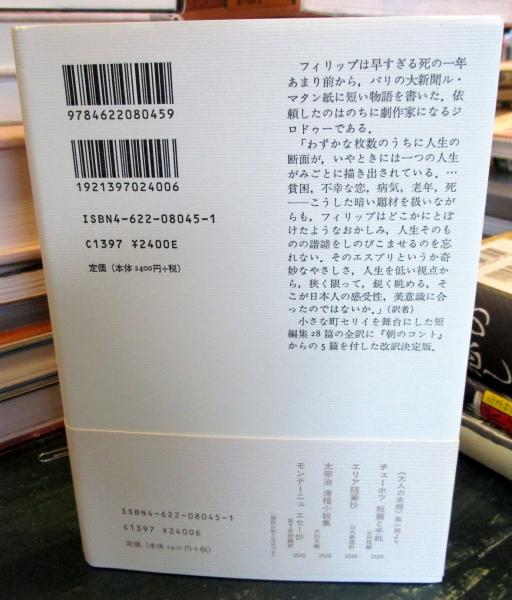 9784622080459
1921397024006
ISBN4-622-08045-1
C1397 ¥2400E
定価（本体2400円+税）
フィリップは早すぎる死の一年
あまり前から，パリの大新聞ル・
マタン紙に短い物語を書いた．依
頼したのはのちに劇作家になるジ
ロドゥーである．
「わずかな枚数のうちに人生の
断面が，いやときには一つの人生
がみごとに描き出されている．…
貧困，不幸な恋，病気，老年，死
――こうした暗い題材を扱いなが
らも，フィリップはどこかにとぼ
けたようなおかしみ，人生そのも
のの諧謔をしのびこませるのを忘
れない．そのエスプリというか奇
妙なやさしさ，人生を低い視点か
ら，狭く限って，鋭く眺める，そ
こが日本人の感受性，美意識に合
ったのではないか．」（訳者）
小さな町セリイを舞台にした短
編集28篇の全訳に『朝のコント』
からの5篇を付した改訳決定版．
ISBN4-622-08045-1
C1397 ¥2400E
定価（本体2400円+税）
《大人の本棚》第一期より
チェーホフ 短篇と手紙
2520
エリア随筆抄
2520
太宰治 滑稽小説集
2520
モンテーニュ エセー抄
2520